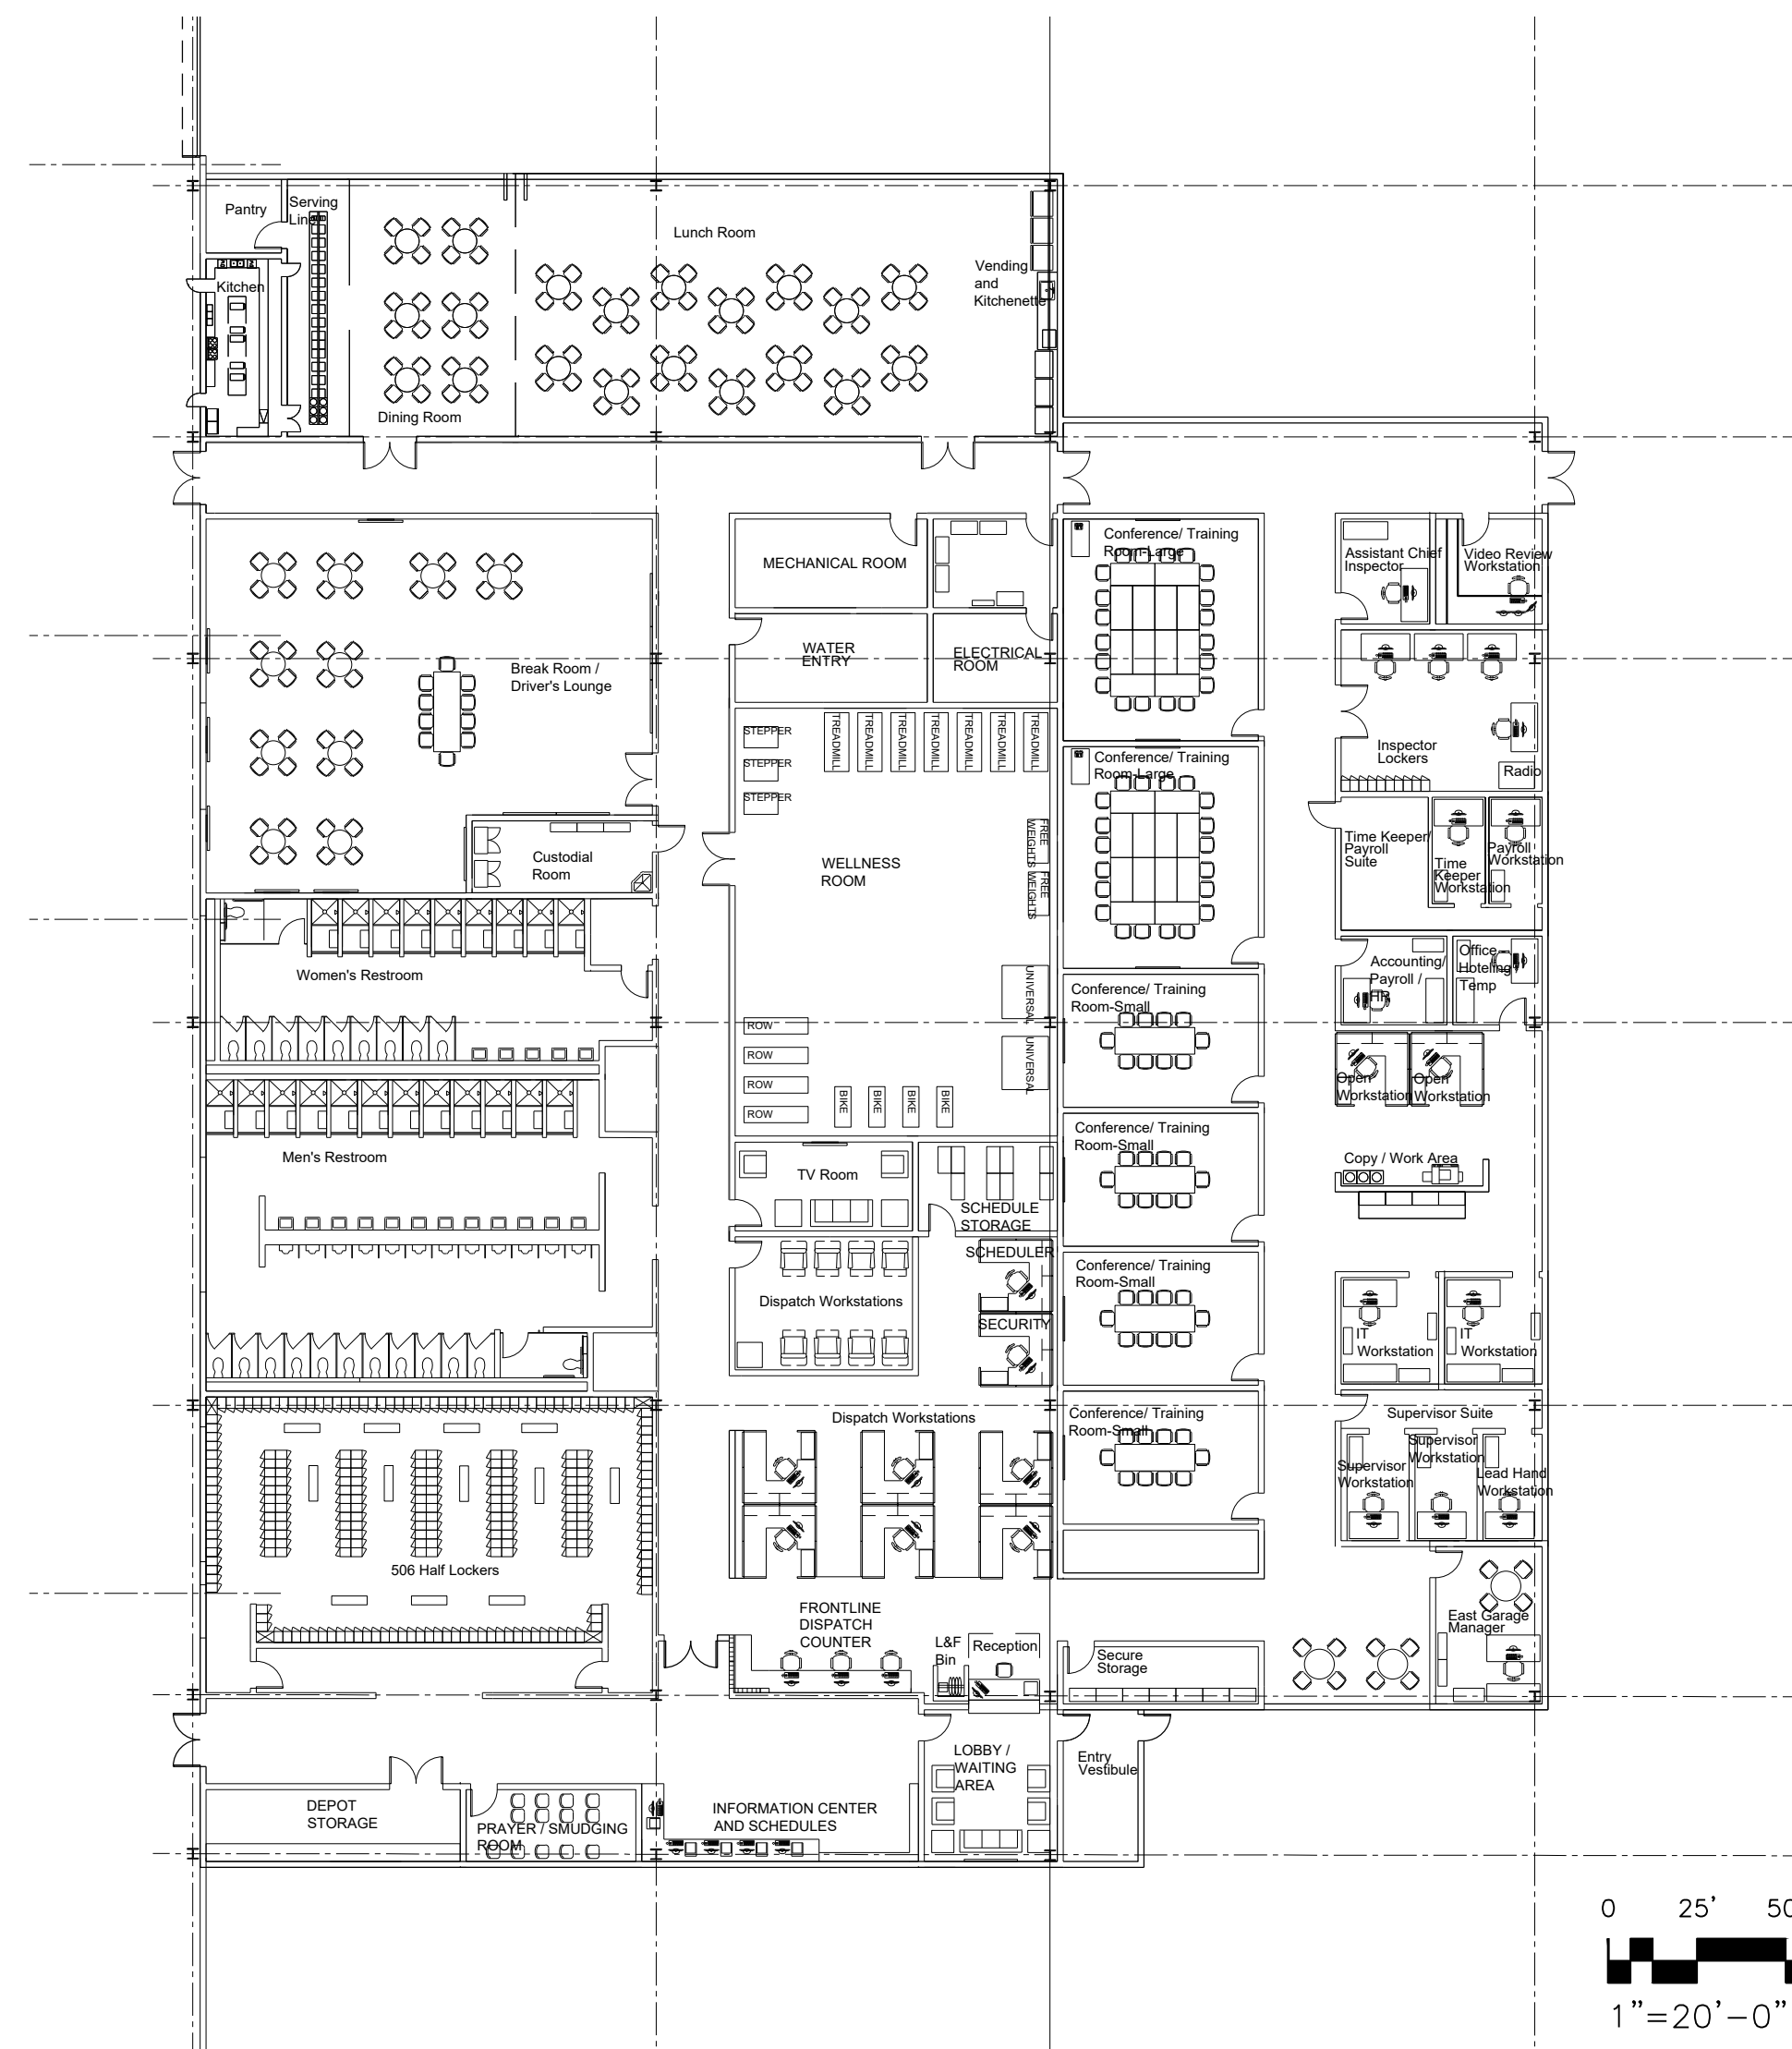 Pantry
Serving
Line
Lunch Room
Kitchen
Vending
and
Kitchenette
Dining Room
MECHANICAL ROOM
Conference/ Training
Room-Large
Assistant Chief
Inspector
Video Review
Workstation
WATER
ENTRY
ELECTRICAL
ROOM
Break Room /
Driver's Lounge
STEPPER
STEPPER
STEPPER
TREADMILL
TREADMILL
TREADMILL
TREADMILL
TREADMILL
TREADMILL
TREADMILL
Conference/ Training
Room-Large
Inspector
Lockers
Radio
FREE
WEIGHTS
FREE
WEIGHTS
Custodial
Room
WELLNESS
ROOM
Time Keeper/
Payroll
Suite
Time
Keeper
Workstation
Payroll
Workstation
Women's Restroom
UNIVERSAL
UNIVERSAL
Conference/ Training
Room-Small
Accounting/
Payroll /
HR
Office
Hoteling /
Temp
ROW
ROW
ROW
ROW
BIKE
BIKE
BIKE
BIKE
Open
Workstation
Open
Workstation
Men's Restroom
TV Room
SCHEDULE
STORAGE
Conference/ Training
Room-Small
Copy / Work Area
SCHEDULER
Dispatch Workstations
SECURITY
Conference/ Training
Room-Small
IT
Workstation
IT
Workstation
Dispatch Workstations
Conference/ Training
Room-Small
Supervisor Suite
Supervisor
Workstation
Supervisor
Workstation
Lead Hand
Workstation
506 Half Lockers
FRONTLINE
DISPATCH
COUNTER
L&F
Bin
Reception
Secure
Storage
East Garage
Manager
LOBBY /
WAITING
AREA
Entry
Vestibule
DEPOT
STORAGE
PRAYER / SMUDGING
ROOM
INFORMATION CENTER
AND SCHEDULES
0 25' 50
1"=20'-0"